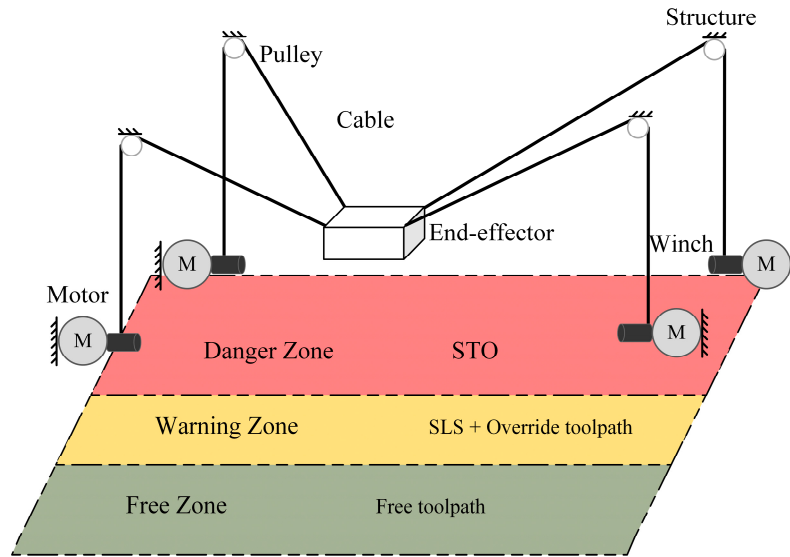 Structure
Pulley
Cable
End-effector
Winch
M
M
Motor
M
M
Danger Zone STO
Warning Zone SLS + Override toolpath
Free Zone Free toolpath